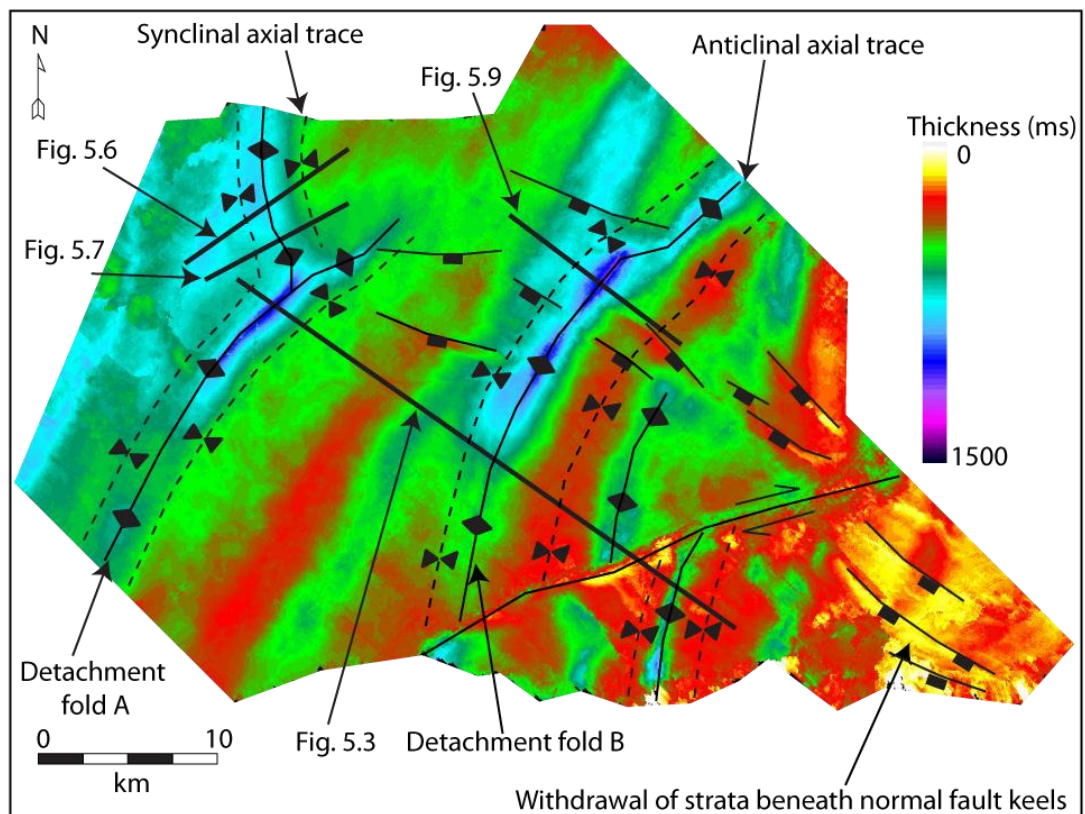 N
Synclinal axial trace
Anticlinal axial trace
Fig. 5.9
Thickness (ms)
0
1500
Fig. 5.6
Fig. 5.7
Detachment
fold A
0 10
km
Fig. 5.3
Detachment fold B
Withdrawal of strata beneath normal fault keels